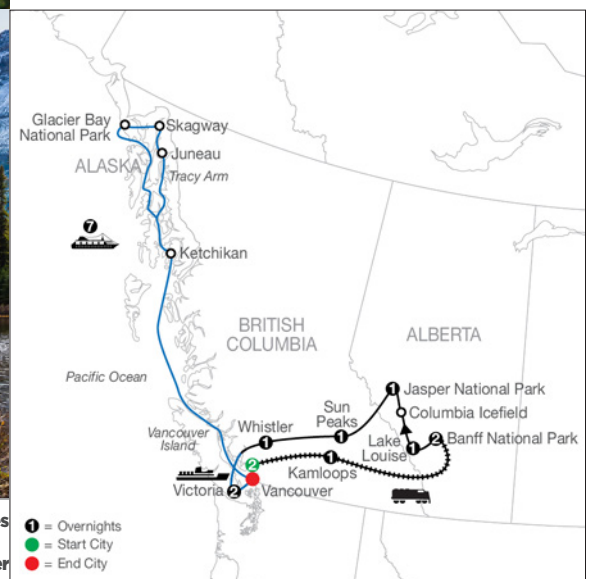 Glacier Bay
National Park
Skagway
Juneau
ALASKA
Tracy Arm
7
Ketchikan
BRITISH
COLUMBIA
ALBERTA
Pacific Ocean
1
Jasper National Park
Columbia Icefield
Sun
Peaks
1
Whistler
1
Vancouver
Island
Lake
Louise
1
2
Banff National Park
2
1
Kamloops
Victoria
2
Vancouver
1 = Overnights
= Start City
= End City
es
er